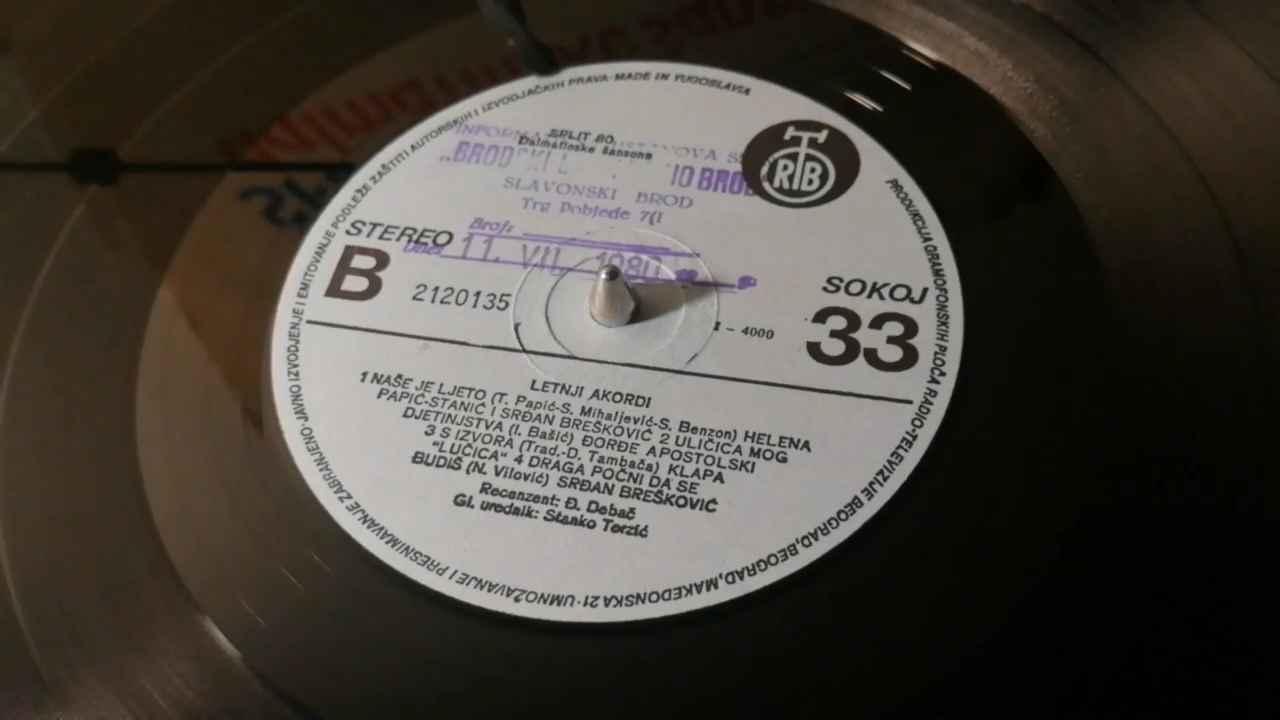 PRODUKCIJA GRAMOFONSKIH PLOČA RADIO-TELEVIZIJE BEOGRAD, BEOGRAD, MAKEDONSKA 21 · UMNOŽAVANJE I PRESNIMAVANJE ZABRANJENO · JAVNO IZVODJENJE I EMITOVANJE PODLEŽE ZAŠTITI AUTORSKIH I IZVODJAČKIH PRAVA · MADE IN YUGOSLAVIA
SPLIT 80
Dalmatinske šansone
RTB
SLAVONSKI BROD
Trg Pobjede
Broj:
11. VII. 1980
STEREO
B
2120135
I - 4000
SOKOJ
33
LETNJI AKORDI
1 NAŠE JE LJETO (T. Papić-S. Mihaljević-S. Benzon) HELENA
PAPIĆ-STANIĆ I SRĐAN BREŠKOVIĆ 2 ULIČICA MOG
DJETINJSTVA (I. Bašić) ĐORĐE APOSTOLSKI
3 S IZVORA (Trad.-D. Tambača) KLAPA
"LUČICA" 4 DRAGA POČNI DA SE
BUDIŠ (N. Vilović) SRĐAN BREŠKOVIĆ
Recenzent: Đ. Debač
Gl. urednik: Stanko Terzić